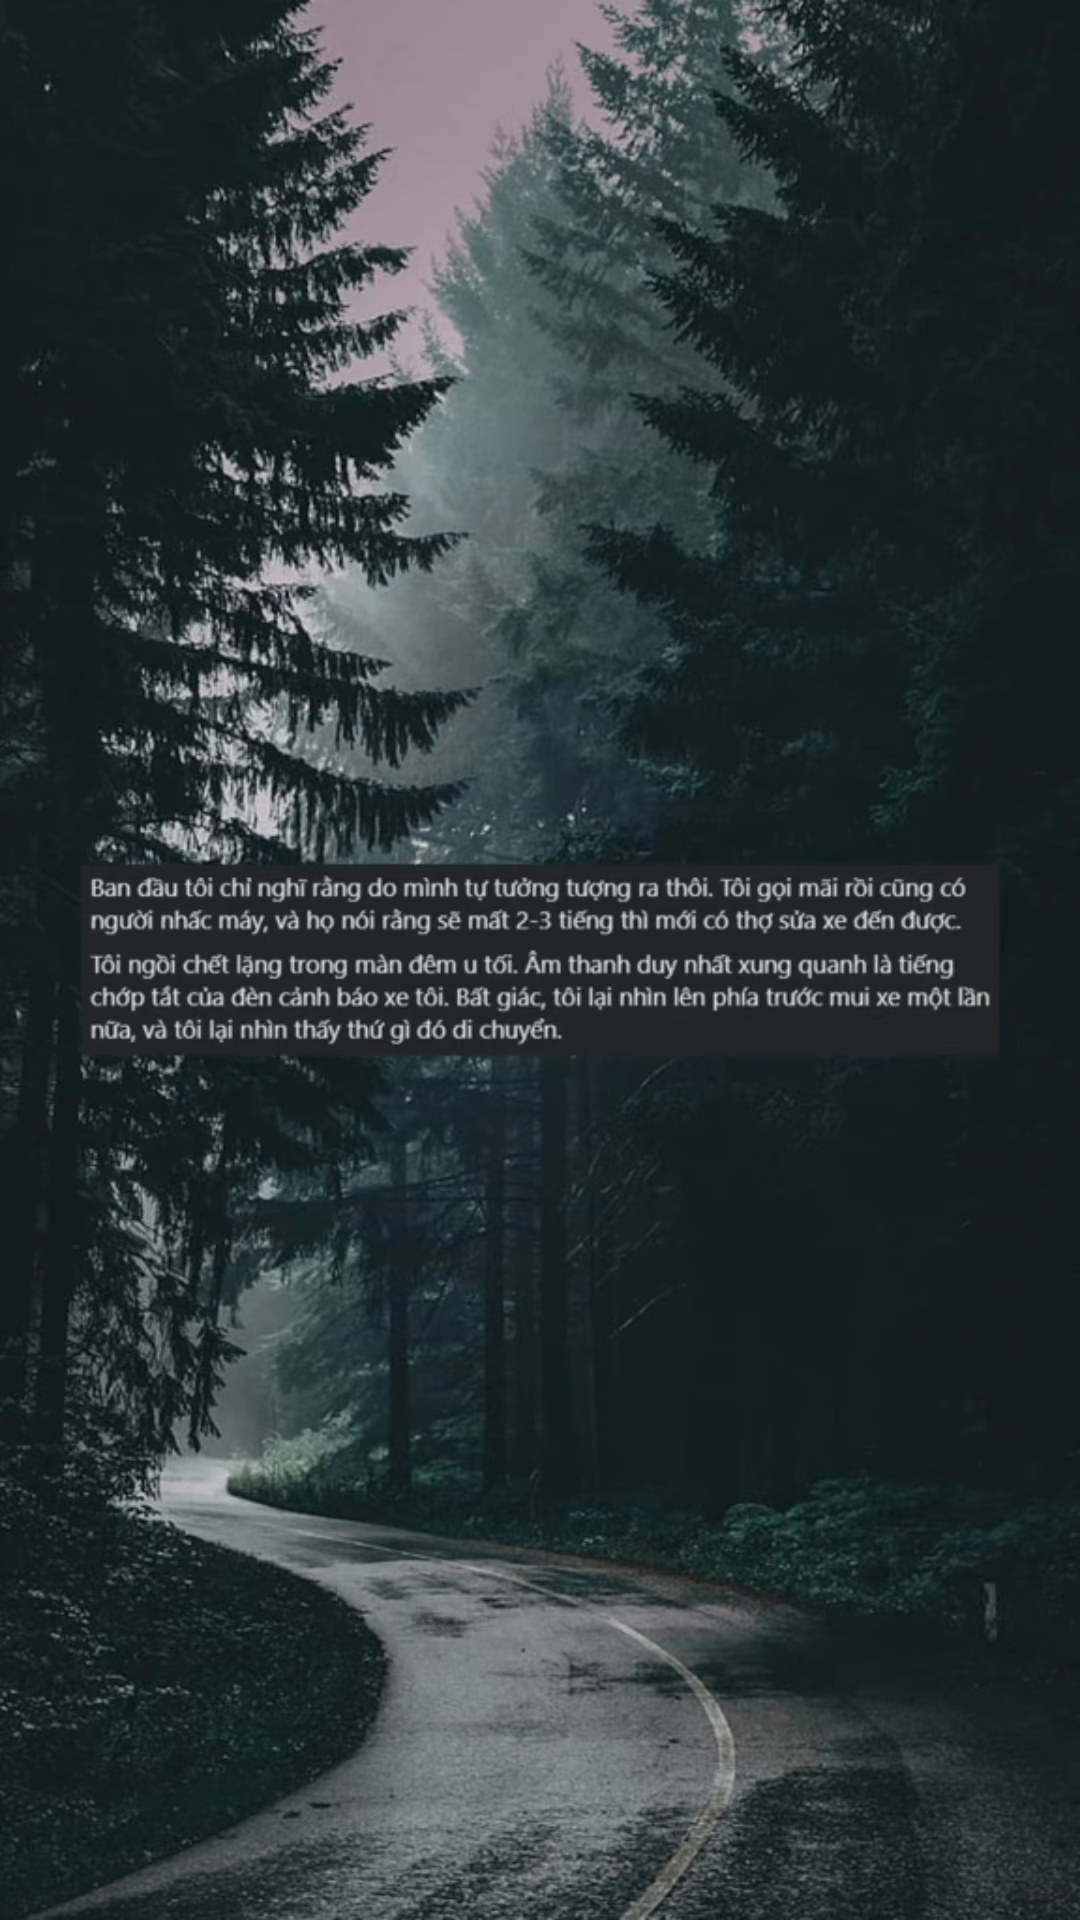 Ban đầu tôi chỉ nghĩ rằng do mình tự tưởng tượng ra thôi. Tôi gọi mãi rồi cũng có
người nhấc máy, và họ nói rằng sẽ mất 2-3 tiếng thì mới có thợ sửa xe đến được.
Tôi ngồi chết lặng trong màn đêm u tối. Âm thanh duy nhất xung quanh là tiếng
chớp tắt của đèn cảnh báo xe tôi. Bất giác, tôi lại nhìn lên phía trước mui xe một lần
nữa, và tôi lại nhìn thấy thứ gì đó di chuyển.